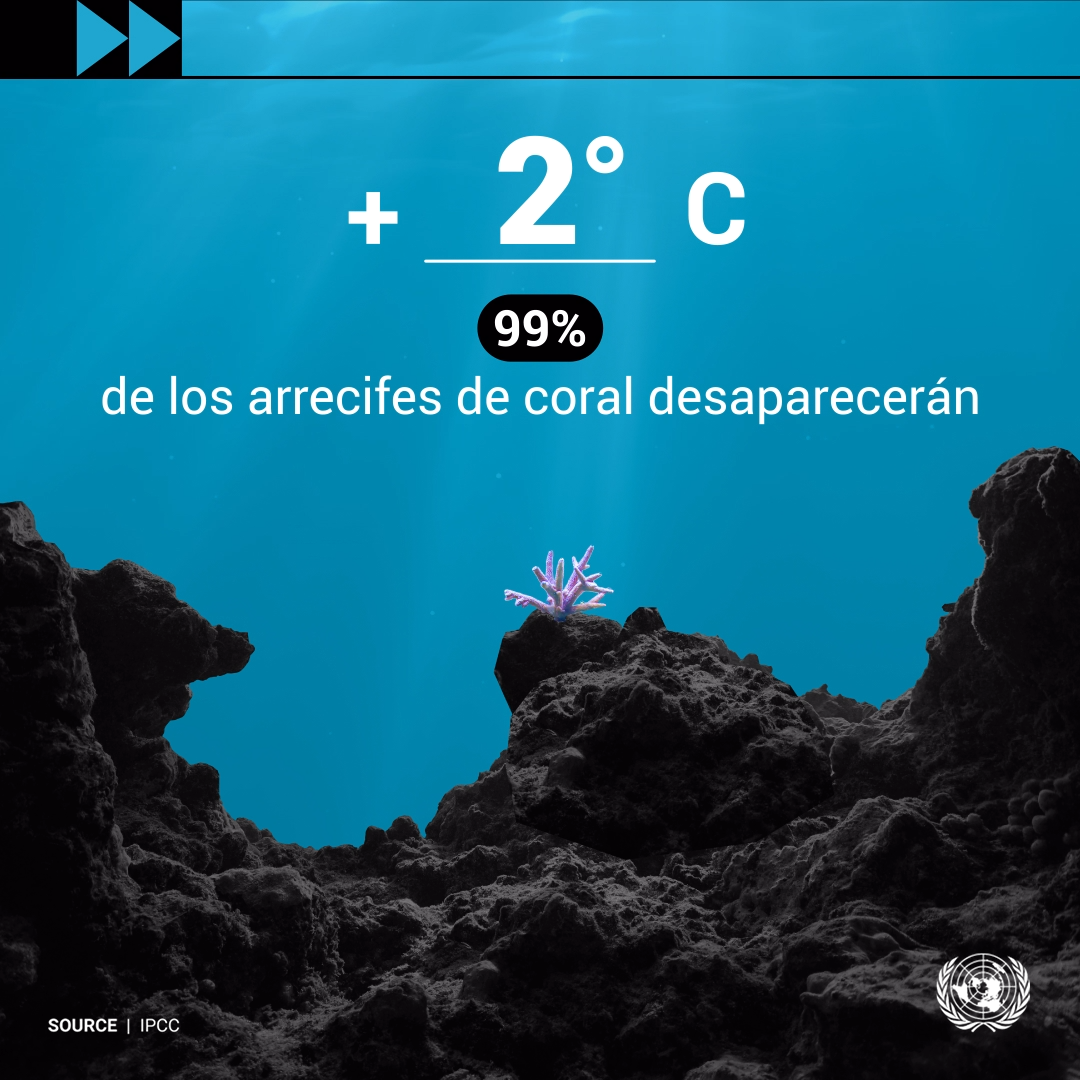 + 2° C
99%
de los arrecifes de coral desaparecerán
SOURCE | IPCC